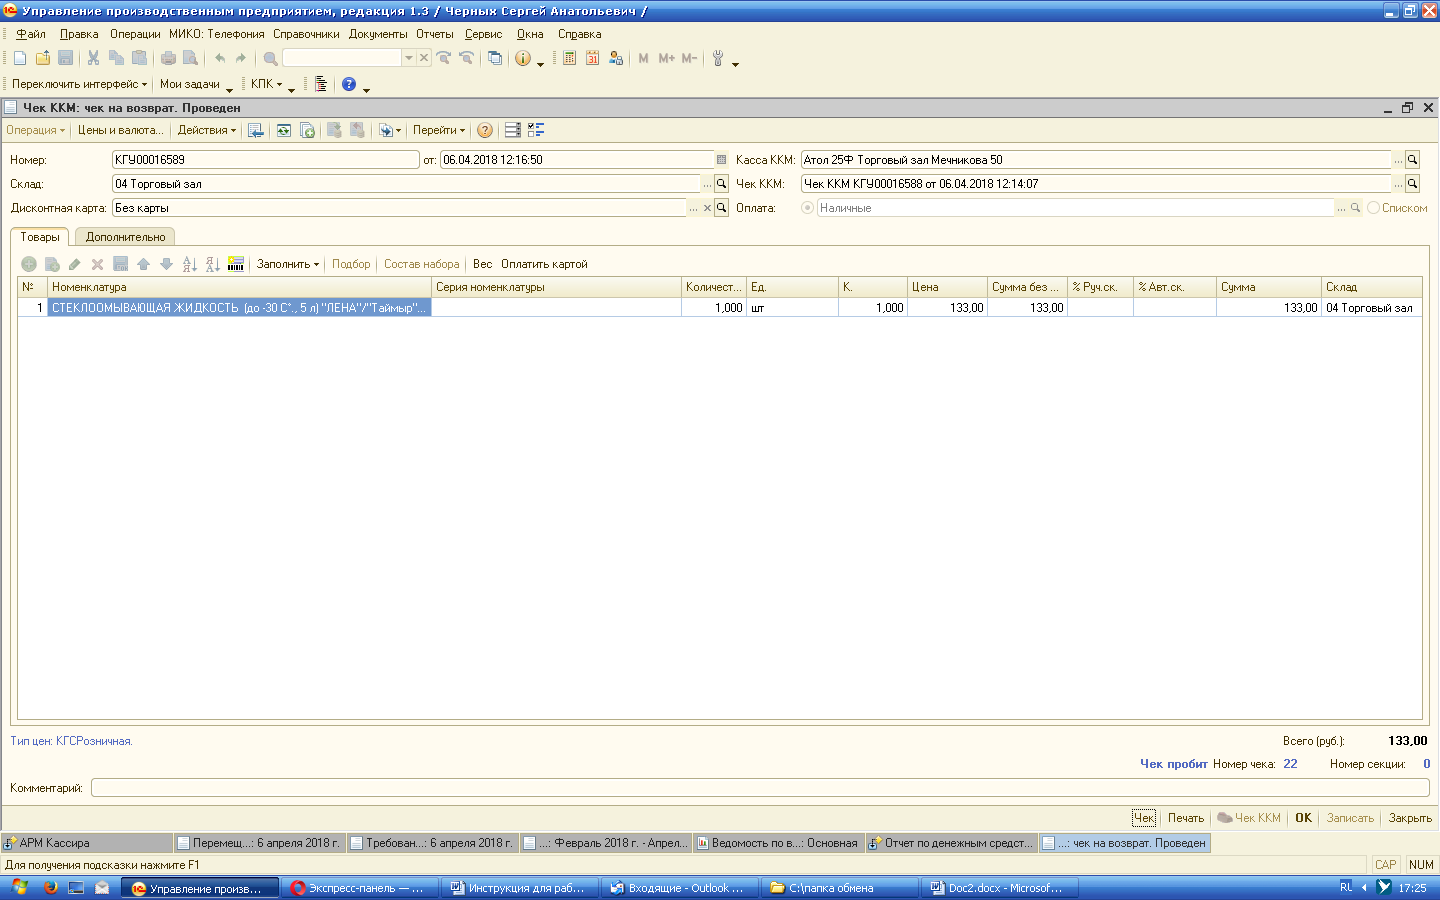 Управление производственным предприятием, редакция 1.3 / Черных Сергей Анатольевич /
Файл Правка Операции МИКО: Телефония Справочники Документы Отчеты Сервис Окна Справка
M M+ M-
Переключить интерфейс Мои задачи КПК
Чек ККМ: чек на возврат. Проведен
Операция Цены и валюта... Действия Перейти
Номер: КГУ00016589 от: 06.04.2018 12:16:50 Касса ККМ: Атол 25Ф Торговый зал Мечникова 50
Склад: 04 Торговый зал Чек ККМ: Чек ККМ КГУ00016588 от 06.04.2018 12:14:07
Дисконтная карта: Без карты Оплата: Наличные Списком
Товары Дополнительно
Заполнить Подбор Состав набора Вес Оплатить картой
№ Номенклатура Серия номенклатуры Количест... Ед. К. Цена Сумма без ... % Руч.ск. % Авт.ск. Сумма Склад
1 СТЕКЛООМЫВАЮЩАЯ ЖИДКОСТЬ (до -30 С*., 5 л) "ЛЕНА"/"Таймыр"... 1,000 шт 1,000 133,00 133,00 133,00 04 Торговый зал
Тип цен: КГСРозничная. Всего (руб.): 133,00
Чек пробит Номер чека: 22 Номер секции: 0
Комментарий:
Чек Печать Чек ККМ OK Записать Закрыть
АРМ Кассира Перемещ...: 6 апреля 2018 г. Требован...: 6 апреля 2018 г. ...: Февраль 2018 г. - Апрел... Ведомость по в...: Основная Отчет по денежным средст... ...: чек на возврат. Проведен
Для получения подсказки нажмите F1 CAP NUM
Управление произв... Экспресс-панель — ... Инструкция для раб... Входящие - Outlook ... C:\папка обмена Doc2.docx - Microsof... RU 17:25